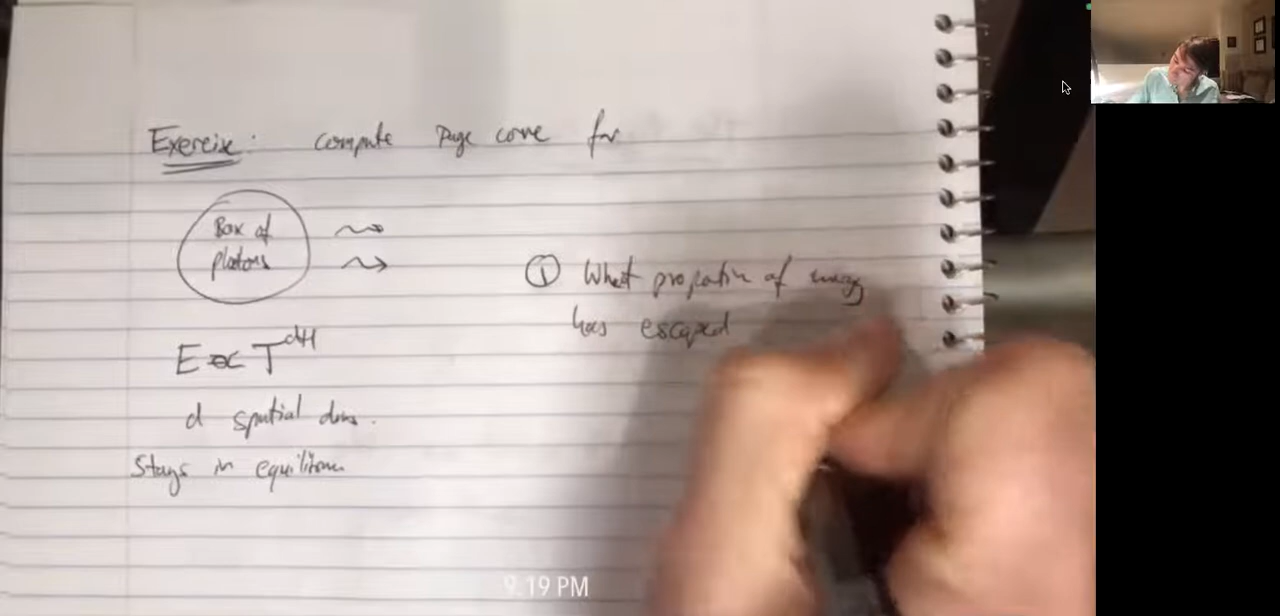 Exercise: compute Page curve for
Box of
photons
① What proportion of energy
has escaped
E ∝ T^{d+1}
d spatial dims.
Stays in equilibrium
9:19 PM